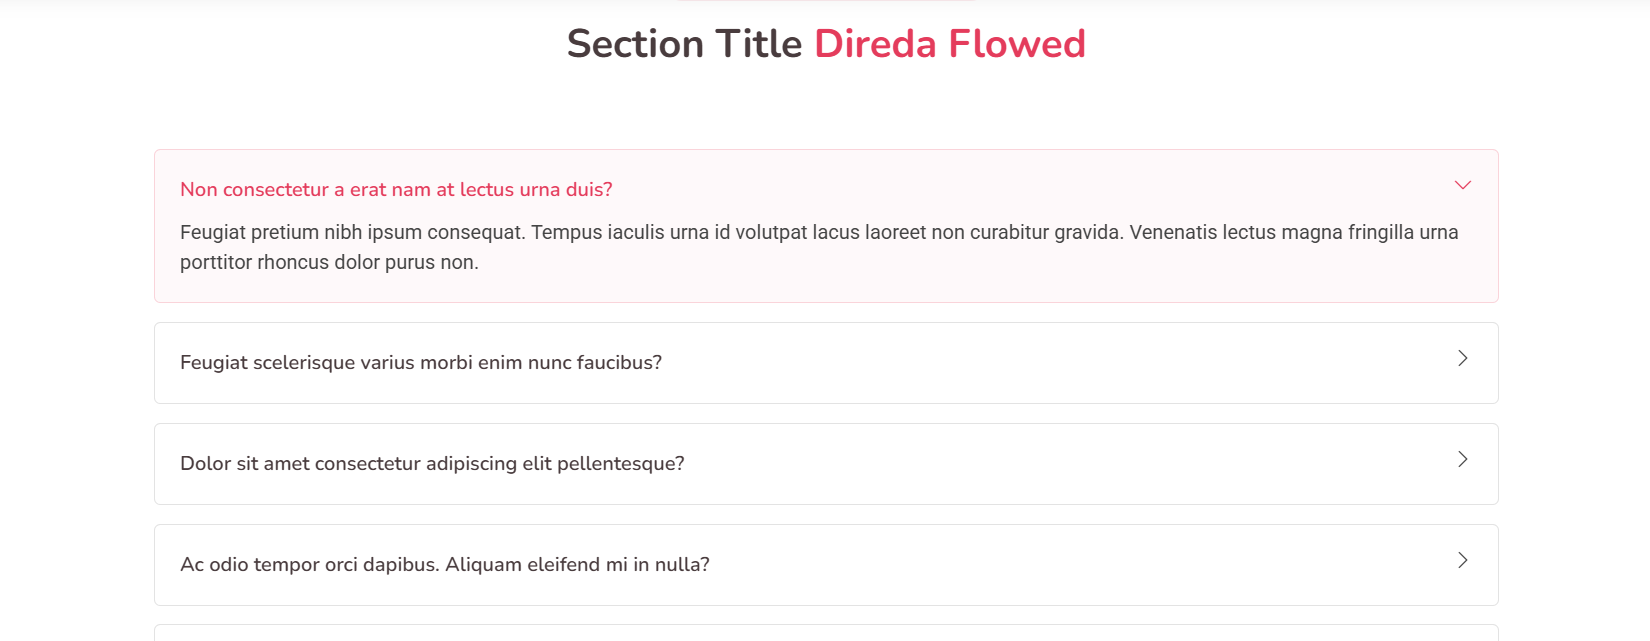 Section Title Direda Flowed
Non consectetur a erat nam at lectus urna duis?
Feugiat pretium nibh ipsum consequat. Tempus iaculis urna id volutpat lacus laoreet non curabitur gravida. Venenatis lectus magna fringilla urna
porttitor rhoncus dolor purus non.
Feugiat scelerisque varius morbi enim nunc faucibus?
Dolor sit amet consectetur adipiscing elit pellentesque?
Ac odio tempor orci dapibus. Aliquam eleifend mi in nulla?